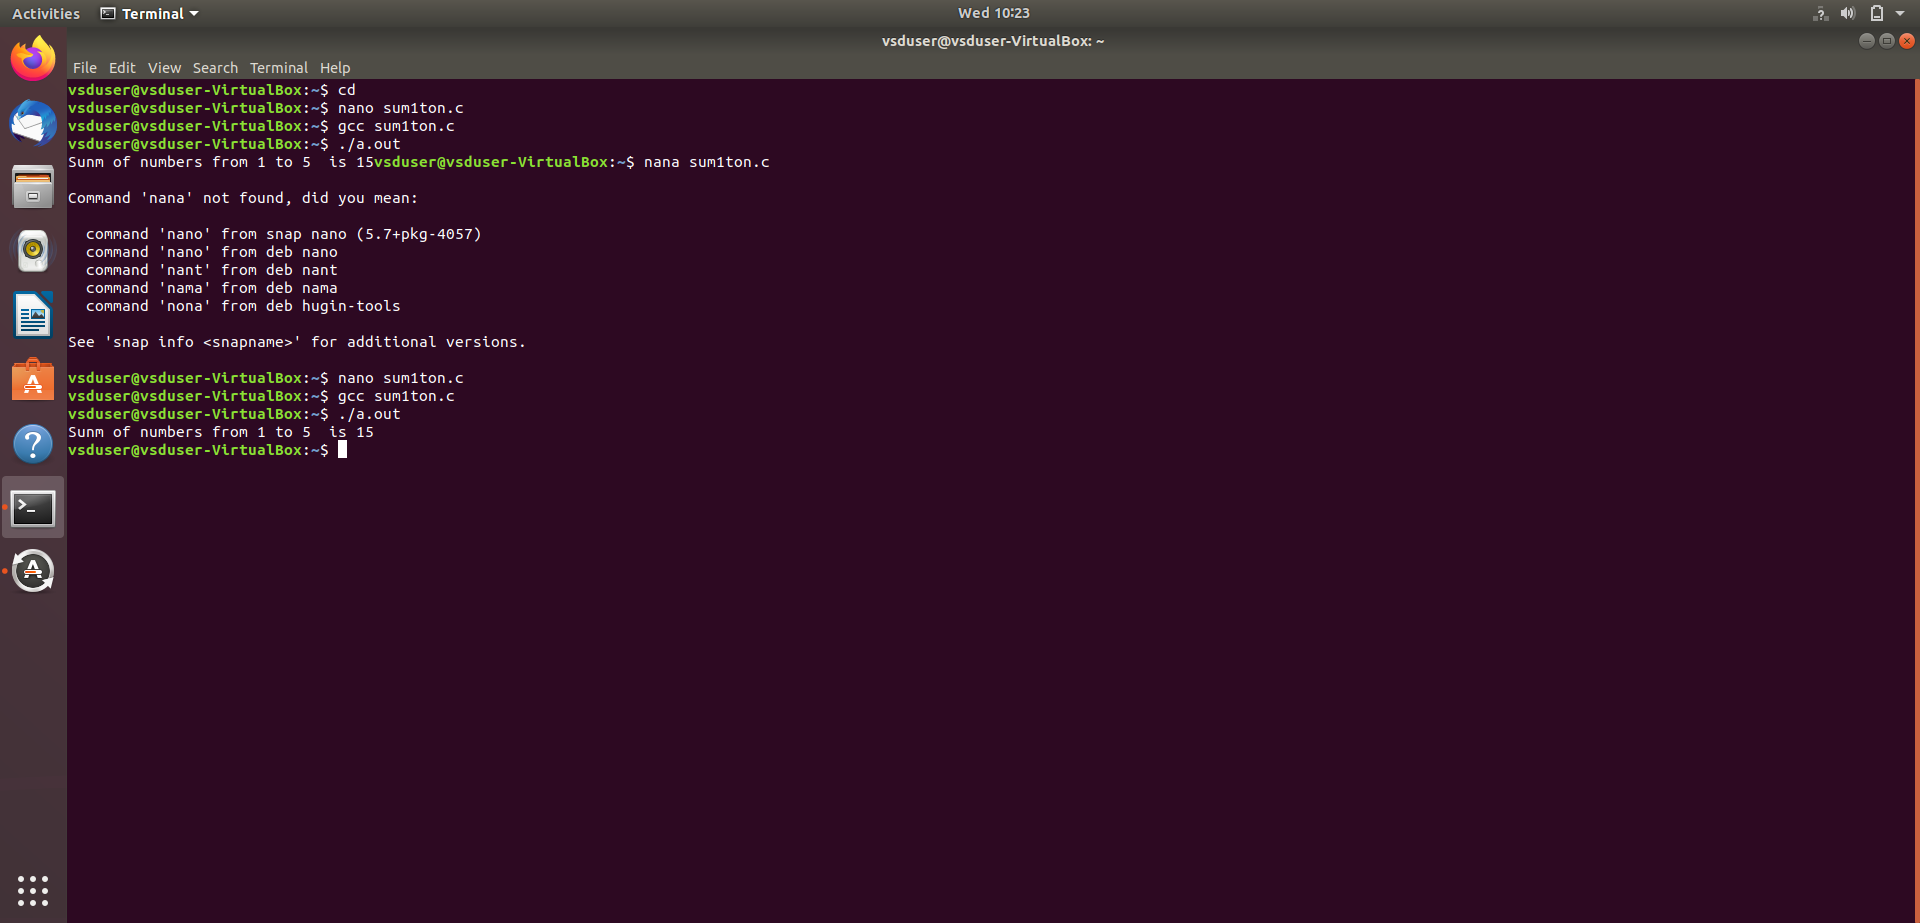 Activities Terminal Wed 10:23
vsduser@vsduser-VirtualBox: ~
File Edit View Search Terminal Help
vsduser@vsduser-VirtualBox:~$ cd
vsduser@vsduser-VirtualBox:~$ nano sum1ton.c
vsduser@vsduser-VirtualBox:~$ gcc sum1ton.c
vsduser@vsduser-VirtualBox:~$ ./a.out
Sunm of numbers from 1 to 5  is 15vsduser@vsduser-VirtualBox:~$ nana sum1ton.c
Command 'nana' not found, did you mean:
command 'nano' from snap nano (5.7+pkg-4057)
command 'nano' from deb nano
command 'nant' from deb nant
command 'nama' from deb nama
command 'nona' from deb hugin-tools
See 'snap info <snapname>' for additional versions.
vsduser@vsduser-VirtualBox:~$ nano sum1ton.c
vsduser@vsduser-VirtualBox:~$ gcc sum1ton.c
vsduser@vsduser-VirtualBox:~$ ./a.out
Sunm of numbers from 1 to 5  is 15
vsduser@vsduser-VirtualBox:~$